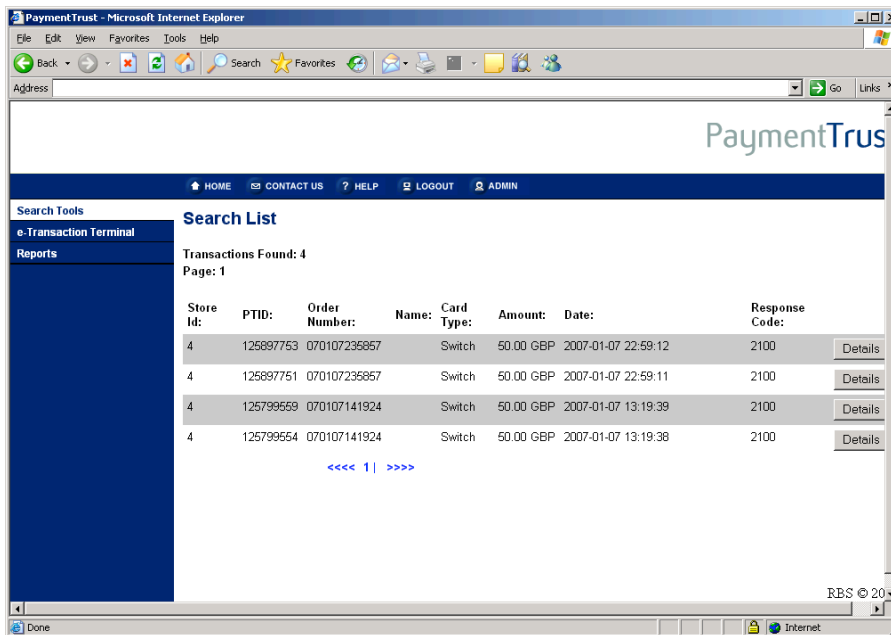 PaymentTrust - Microsoft Internet Explorer
File Edit View Favorites Tools Help
Back Search Favorites
Address Go Links
PaymentTrus
HOME CONTACT US ? HELP LOGOUT ADMIN
Search Tools
e-Transaction Terminal
Reports
Search List
Transactions Found: 4
Page: 1
Store Id: PTID: Order Number: Name: Card Type: Amount: Date: Response Code:
4 125897753 070107235857 Switch 50.00 GBP 2007-01-07 22:59:12 2100 Details
4 125897751 070107235857 Switch 50.00 GBP 2007-01-07 22:59:11 2100 Details
4 125799559 070107141924 Switch 50.00 GBP 2007-01-07 13:19:39 2100 Details
4 125799554 070107141924 Switch 50.00 GBP 2007-01-07 13:19:38 2100 Details
<<<< 1 | >>>>
RBS © 20
Done Internet